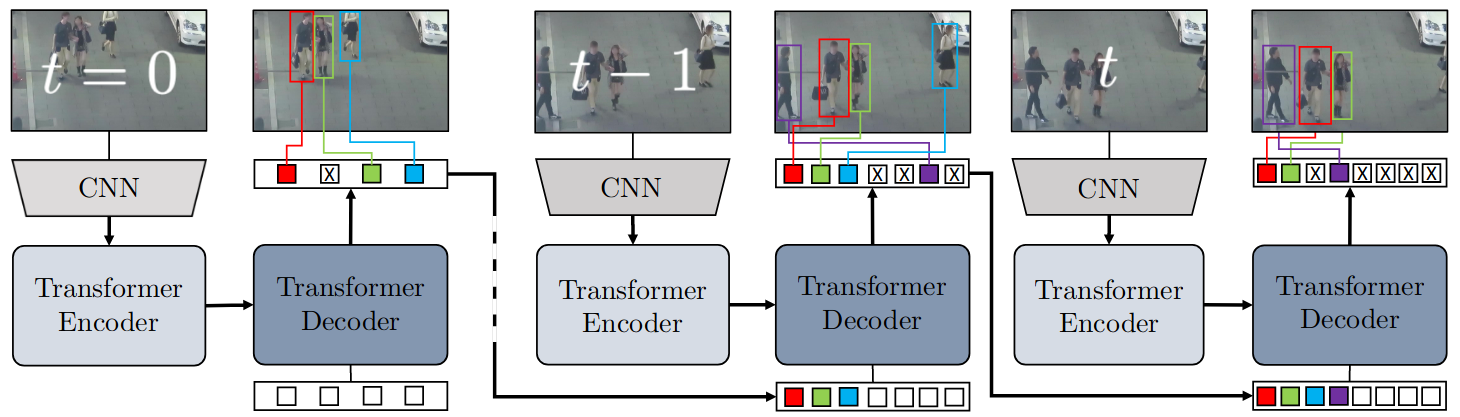 t = 0
t − 1
t
CNN
X
CNN
X X X
CNN
X X X X X
Transformer
Encoder
Transformer
Decoder
Transformer
Encoder
Transformer
Decoder
Transformer
Encoder
Transformer
Decoder